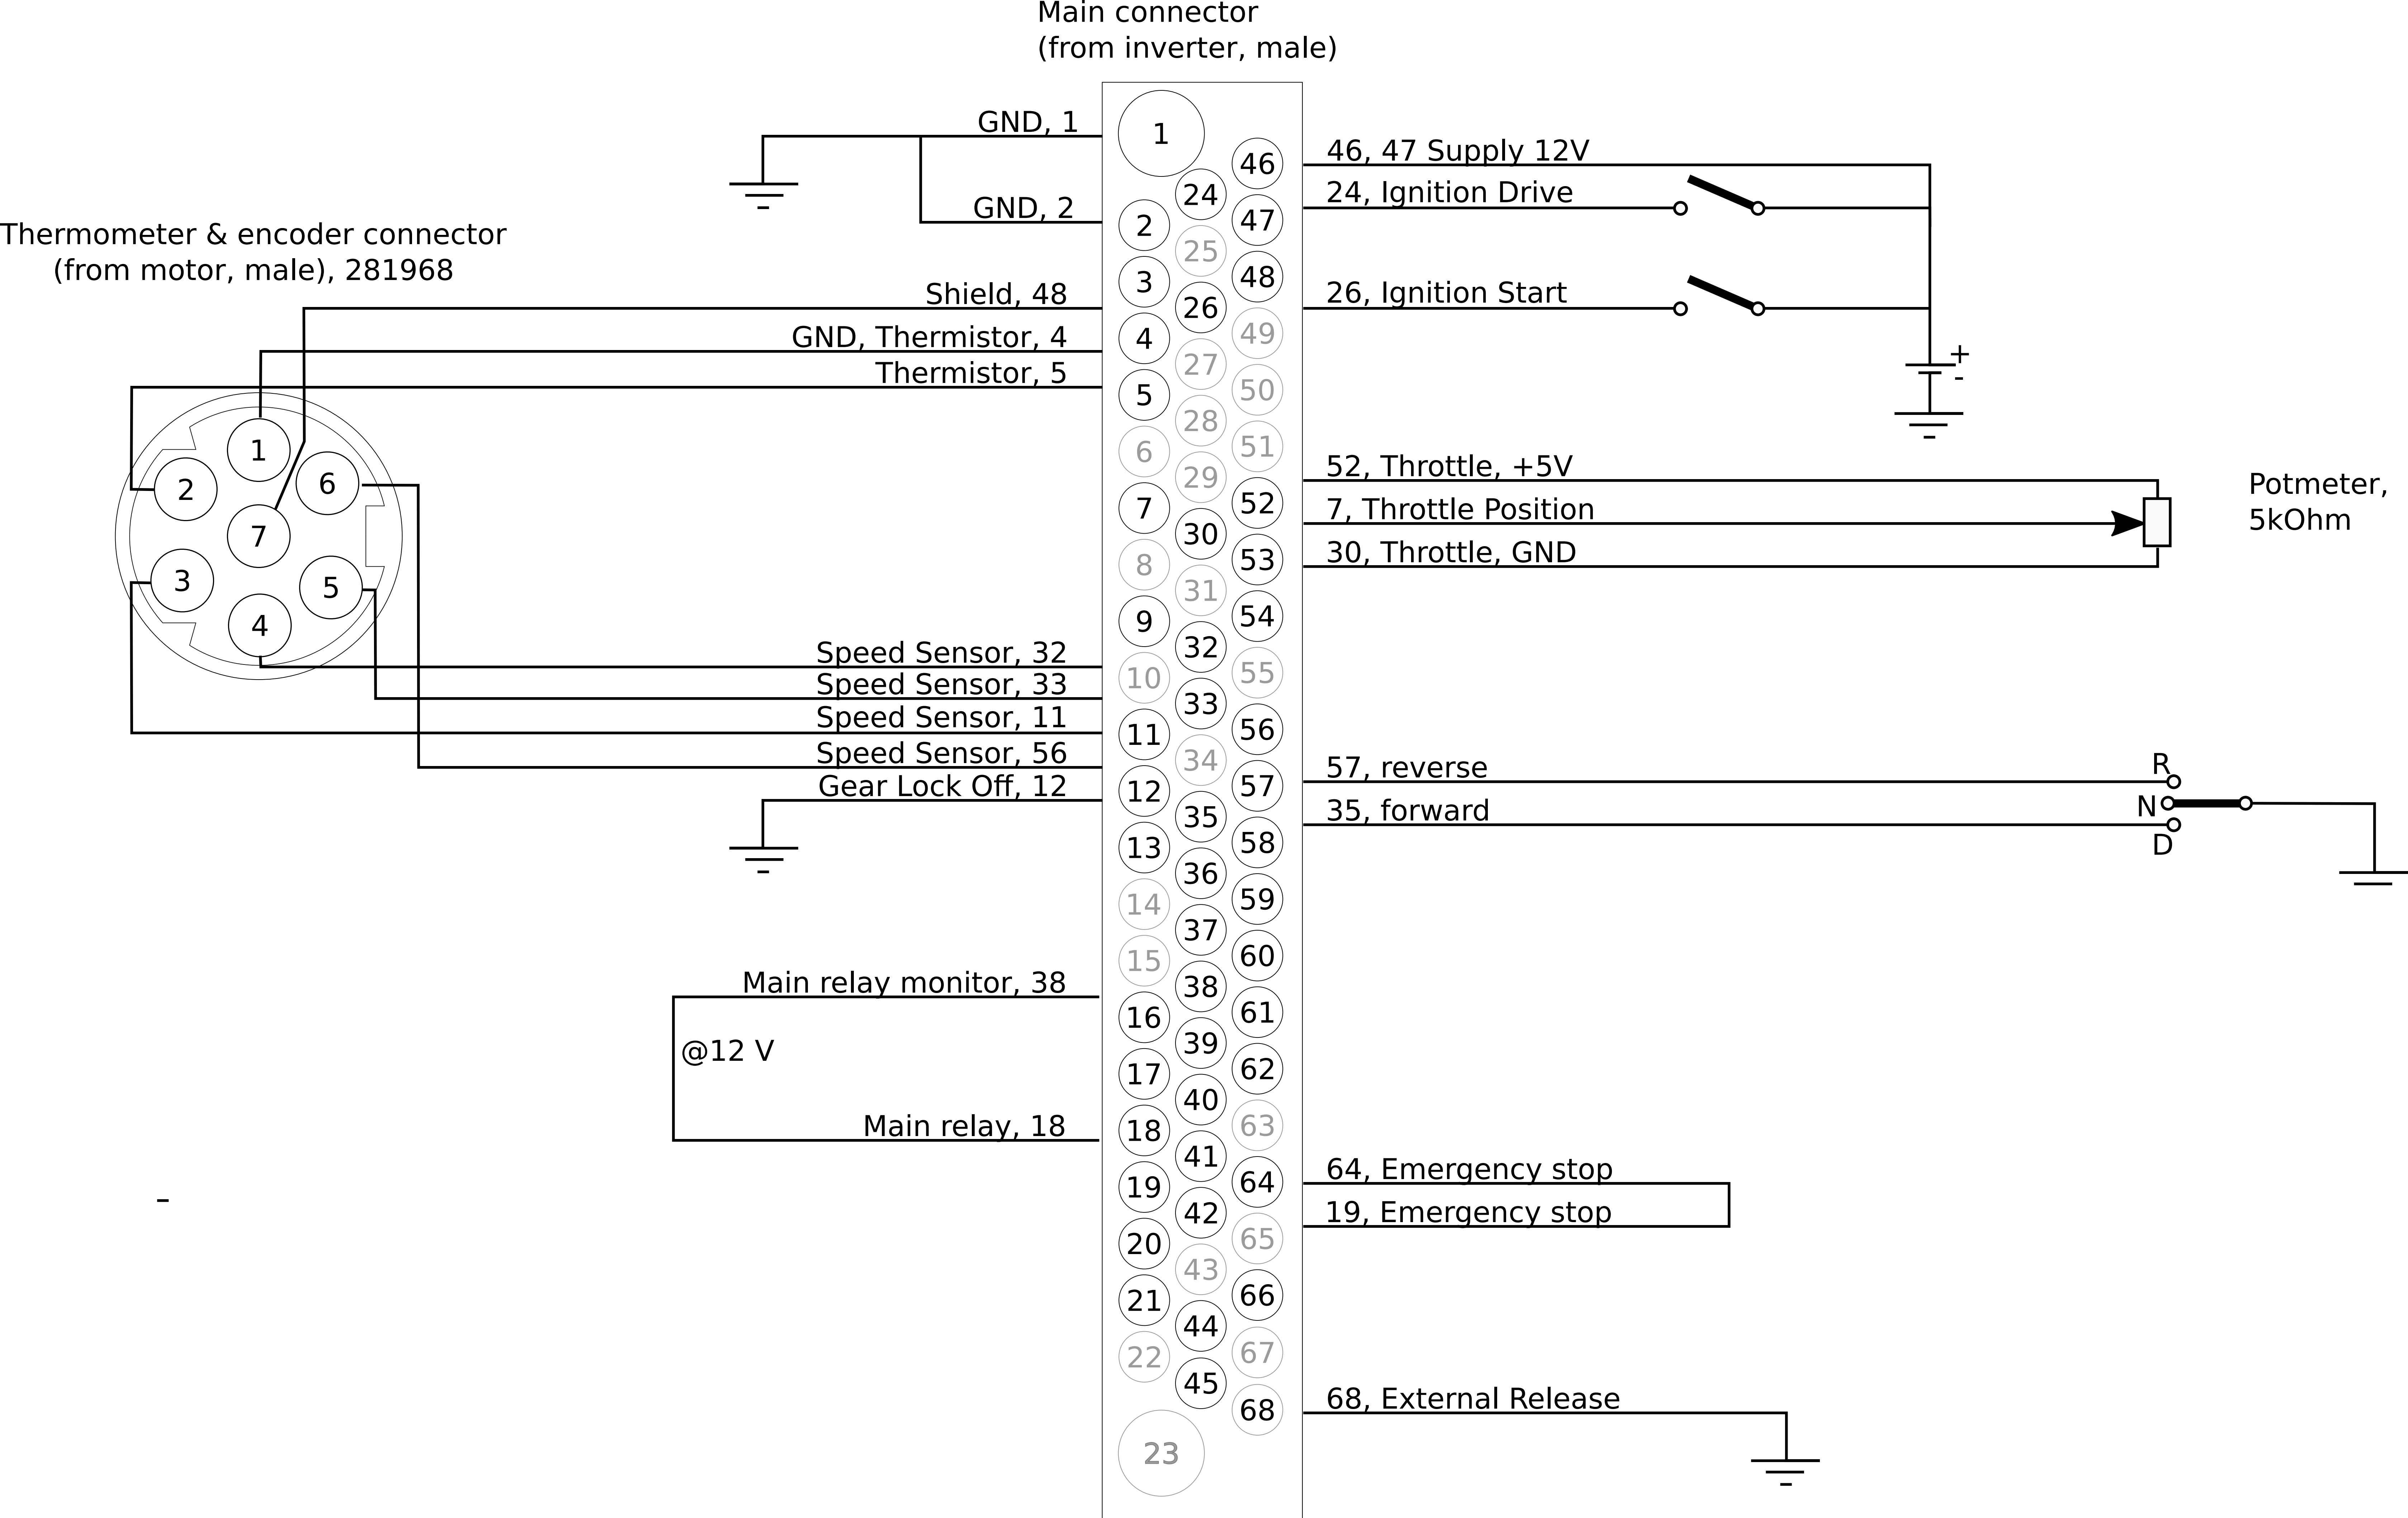 Main connector
(from inverter, male)
GND, 1
GND, 2
Thermometer & encoder connector
(from motor, male), 281968
Shield, 48
GND, Thermistor, 4
Thermistor, 5
1
2
6
7
3
5
4
Speed Sensor, 32
Speed Sensor, 33
Speed Sensor, 11
Speed Sensor, 56
Gear Lock Off, 12
Main relay monitor, 38
@12 V
Main relay, 18
-
1
2
3
4
5
6
7
8
9
10
11
12
13
14
15
16
17
18
19
20
21
22
23
24
25
26
27
28
29
30
31
32
33
34
35
36
37
38
39
40
41
42
43
44
45
46
47
48
49
50
51
52
53
54
55
56
57
58
59
60
61
62
63
64
65
66
67
68
46, 47 Supply 12V
24, Ignition Drive
26, Ignition Start
+
-
52, Throttle, +5V
7, Throttle Position
30, Throttle, GND
Potmeter,
5kOhm
57, reverse
35, forward
R
N
D
64, Emergency stop
19, Emergency stop
68, External Release